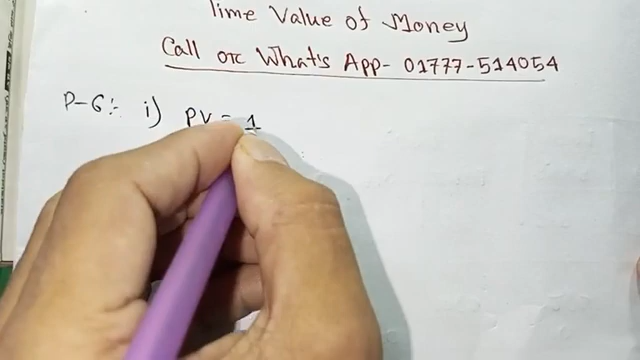 Time Value of Money
Call or What's App- 01777-514054
P-6:- i) PV = 1